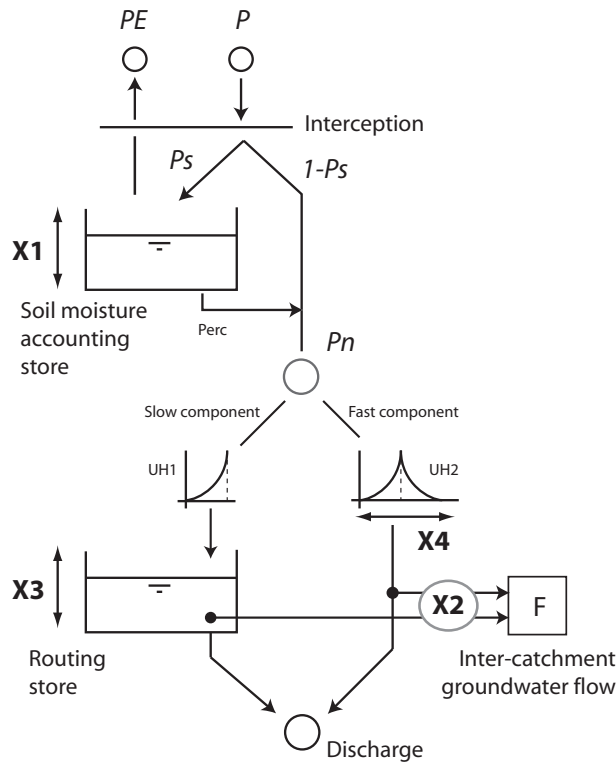 PE
P
Interception
Ps
1-Ps
X1
Soil moisture
accounting
store
Perc
Pn
Slow component
Fast component
UH1
UH2
X4
X3
X2
F
Routing
store
Inter-catchment
groundwater flow
Discharge